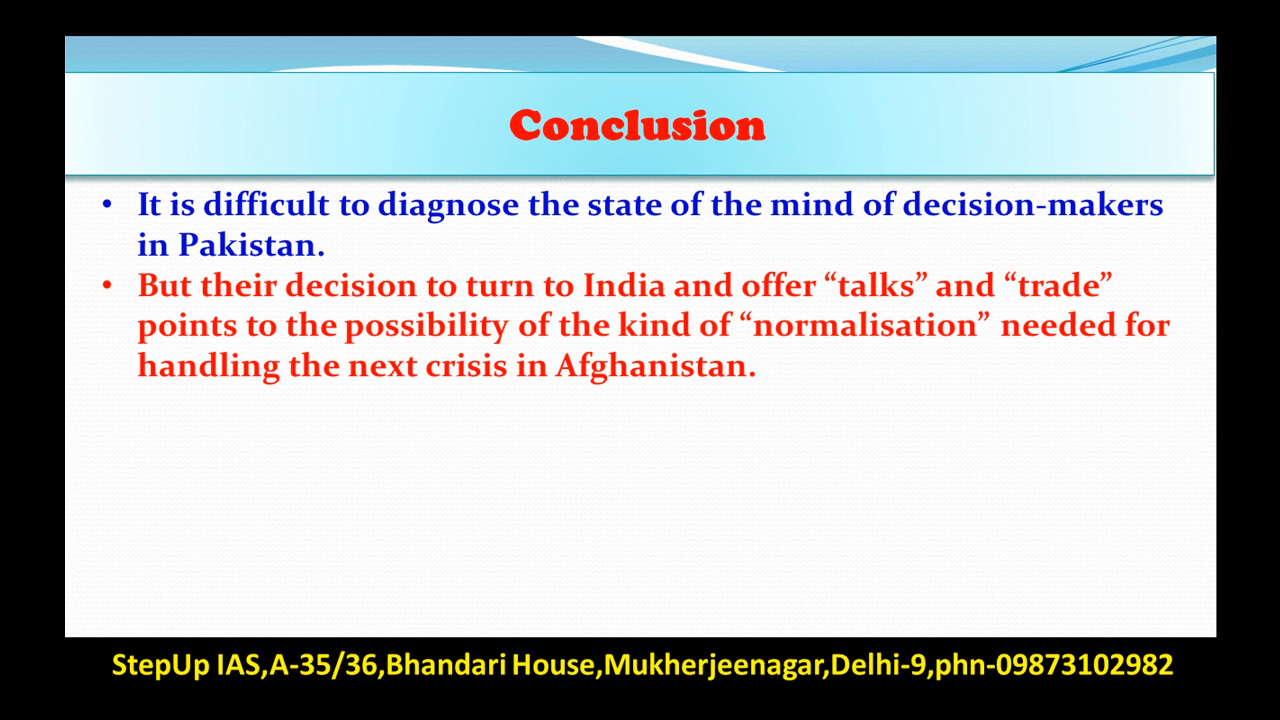 Conclusion
• It is difficult to diagnose the state of the mind of decision-makers
in Pakistan.
• But their decision to turn to India and offer “talks” and “trade”
points to the possibility of the kind of “normalisation” needed for
handling the next crisis in Afghanistan.
StepUp IAS,A-35/36,Bhandari House,Mukherjeenagar,Delhi-9,phn-09873102982